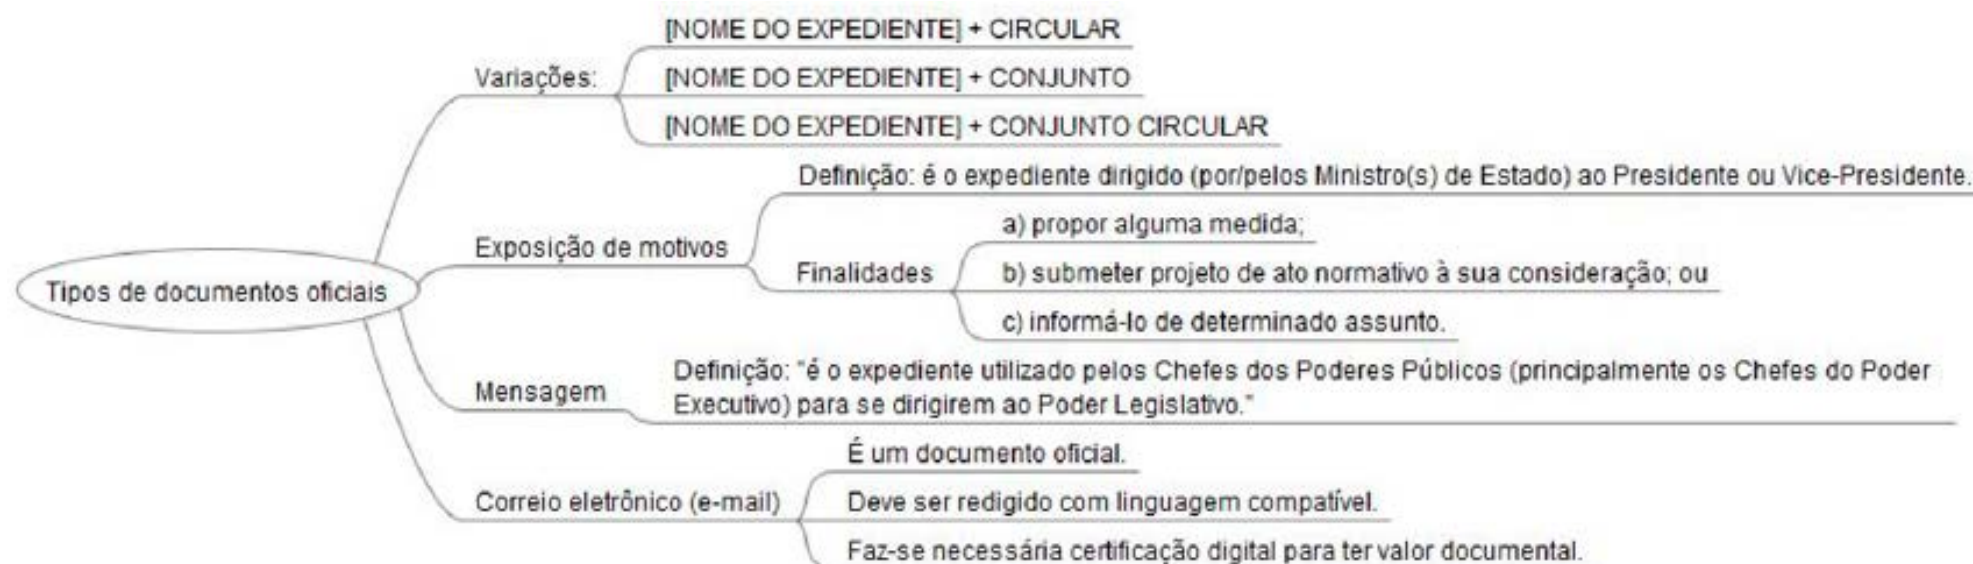 [NOME DO EXPEDIENTE] + CIRCULAR
Variações:
[NOME DO EXPEDIENTE] + CONJUNTO
[NOME DO EXPEDIENTE] + CONJUNTO CIRCULAR
Definição: é o expediente dirigido (por/pelos Ministro(s) de Estado) ao Presidente ou Vice-Presidente.
a) propor alguma medida;
Exposição de motivos
Finalidades
b) submeter projeto de ato normativo à sua consideração; ou
Tipos de documentos oficiais
c) informá-lo de determinado assunto.
Mensagem
Definição: "é o expediente utilizado pelos Chefes dos Poderes Públicos (principalmente os Chefes do Poder
Executivo) para se dirigirem ao Poder Legislativo."
É um documento oficial.
Correio eletrônico (e-mail)
Deve ser redigido com linguagem compatível.
Faz-se necessária certificação digital para ter valor documental.